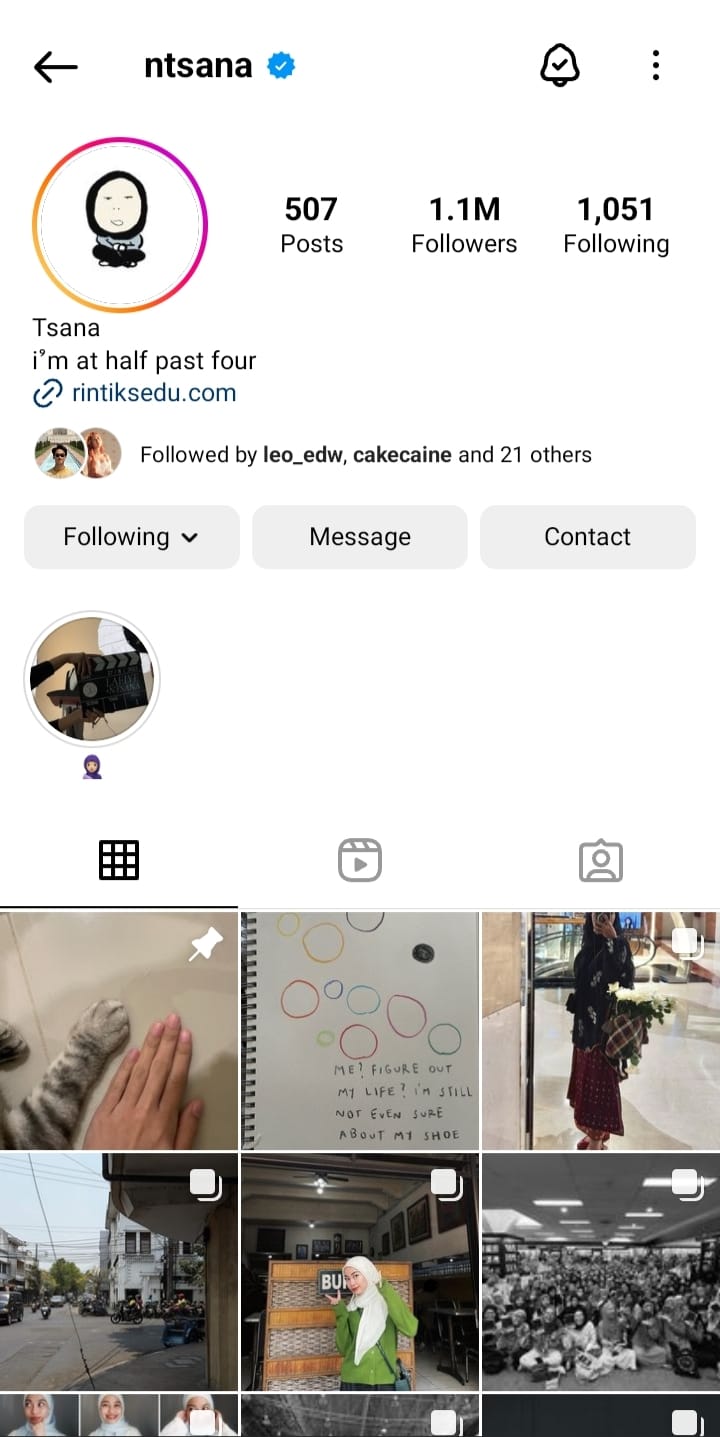 ntsana
507
Posts
1.1M
Followers
1,051
Following
Tsana
i’m at half past four
rintiksedu.com
Followed by leo_edw, cakecaine and 21 others
Following
Message
Contact
ME? FIGURE OUT
MY LIFE? I'M STILL
NOT EVEN SURE
ABOUT MY SHOE
BU